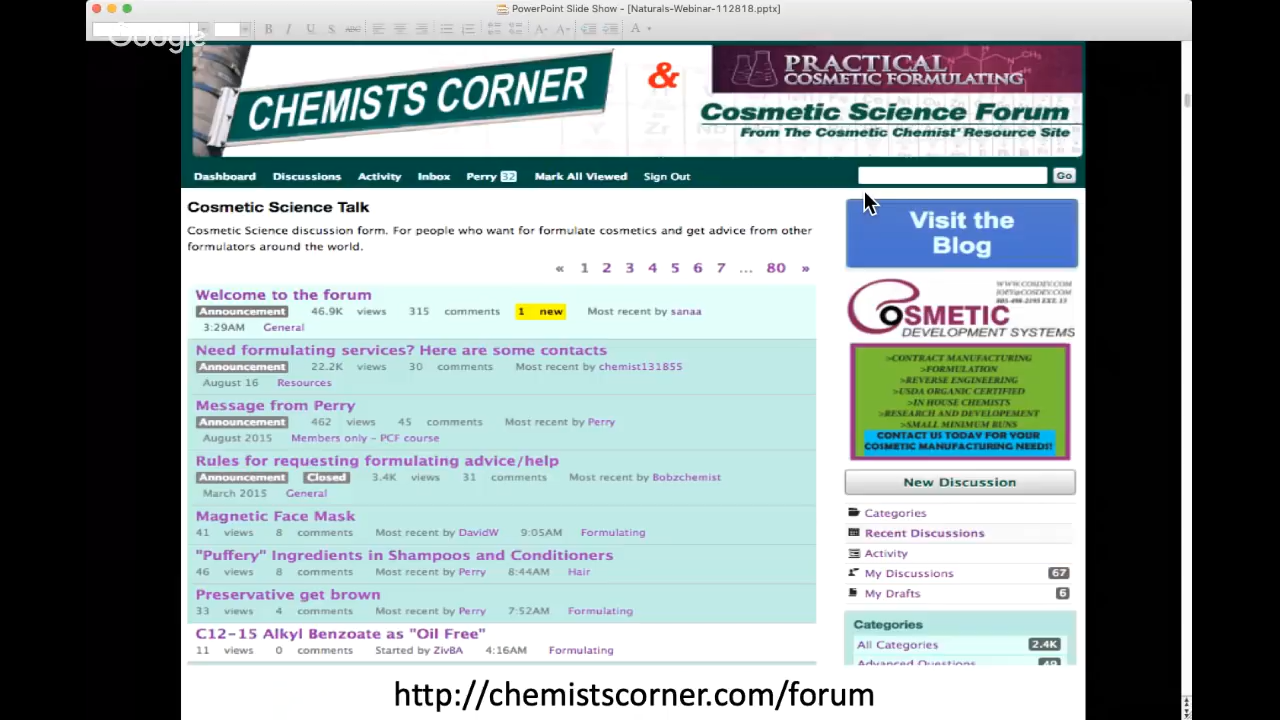 PowerPoint Slide Show - [Naturals-Webinar-112818.pptx]
Google
CHEMISTS CORNER
&
PRACTICAL
COSMETIC FORMULATING
Cosmetic Science Forum
From The Cosmetic Chemist' Resource Site
Dashboard Discussions Activity Inbox Perry 32 Mark All Viewed Sign Out Go
Cosmetic Science Talk
Cosmetic Science discussion form. For people who want for formulate cosmetics and get advice from other
formulators around the world.
« 1 2 3 4 5 6 7 ... 80 »
Welcome to the forum
Announcement 46.9K views 315 comments 1 new Most recent by sanaa
3:29AM General
Need formulating services? Here are some contacts
Announcement 22.2K views 30 comments Most recent by chemist131855
August 16 Resources
Message from Perry
Announcement 462 views 45 comments Most recent by Perry
August 2015 Members only - PCF course
Rules for requesting formulating advice/help
Announcement Closed 3.4K views 31 comments Most recent by Bobzchemist
March 2015 General
Magnetic Face Mask
41 views 8 comments Most recent by DavidW 9:05AM Formulating
"Puffery" Ingredients in Shampoos and Conditioners
46 views 8 comments Most recent by Perry 8:44AM Hair
Preservative get brown
33 views 4 comments Most recent by Perry 7:52AM Formulating
C12-15 Alkyl Benzoate as "Oil Free"
11 views 0 comments Started by Ziv8A 4:16AM Formulating
Visit the
Blog
WWW.COSDEV.COM
JOEY@COSDEV.COM
COSMETIC
DEVELOPMENT SYSTEMS
>CONTRACT MANUFACTURING
>FORMULATION
>REVERSE ENGINEERING
>USDA ORGANIC CERTIFIED
>IN HOUSE CHEMISTS
>RESEARCH AND DEVELOPEMENT
>SMALL MINIMUM RUNS
CONTACT US TODAY FOR YOUR
COSMETIC MANUFACTURING NEEDS!
New Discussion
Categories
Recent Discussions
Activity
My Discussions 67
My Drafts 6
Categories
All Categories 2.4K
Advanced Questions 49
http://chemistscorner.com/forum